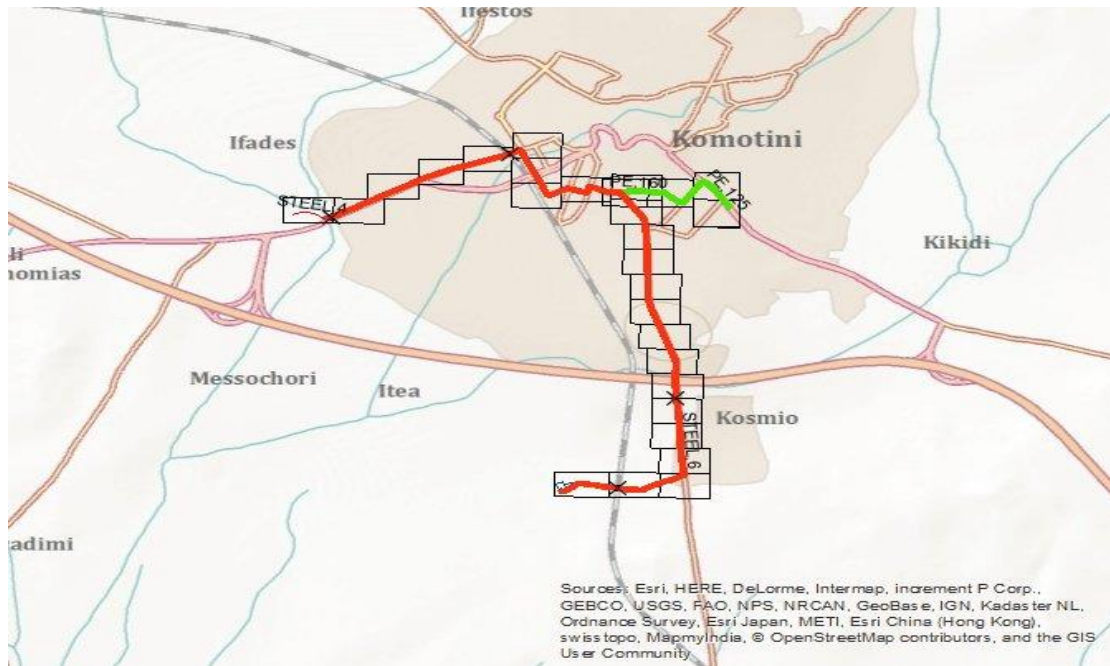 Ifestos
Ifades
Komotini
STEEL 4
PE 160
PE 125
Kikidi
li
nomias
Messochori
Itea
Kosmio
STEEL 6
adimi
Sources: Esri, HERE, DeLorme, Intermap, increment P Corp.,
GEBCO, USGS, FAO, NPS, NRCAN, GeoBase, IGN, Kadaster NL,
Ordnance Survey, Esri Japan, METI, Esri China (Hong Kong),
swisstopo, MapmyIndia, © OpenStreetMap contributors, and the GIS
User Community